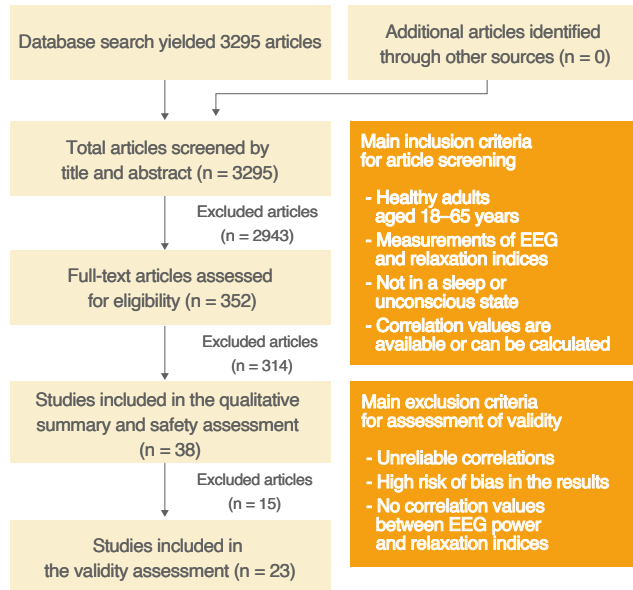 Database search yielded 3295 articles
Additional articles identified
through other sources (n = 0)
Total articles screened by
title and abstract (n = 3295)
Main inclusion criteria
for article screening
- Healthy adults
aged 18–65 years
- Measurements of EEG
and relaxation indices
- Not in a sleep or
unconscious state
- Correlation values are
available or can be calculated
Excluded articles
(n = 2943)
Full-text articles assessed
for eligibility (n = 352)
Excluded articles
(n = 314)
Studies included in the qualitative
summary and safety assessment
(n = 38)
Main exclusion criteria
for assessment of validity
- Unreliable correlations
- High risk of bias in the results
- No correlation values
between EEG power
and relaxation indices
Excluded articles
(n = 15)
Studies included in
the validity assessment (n = 23)